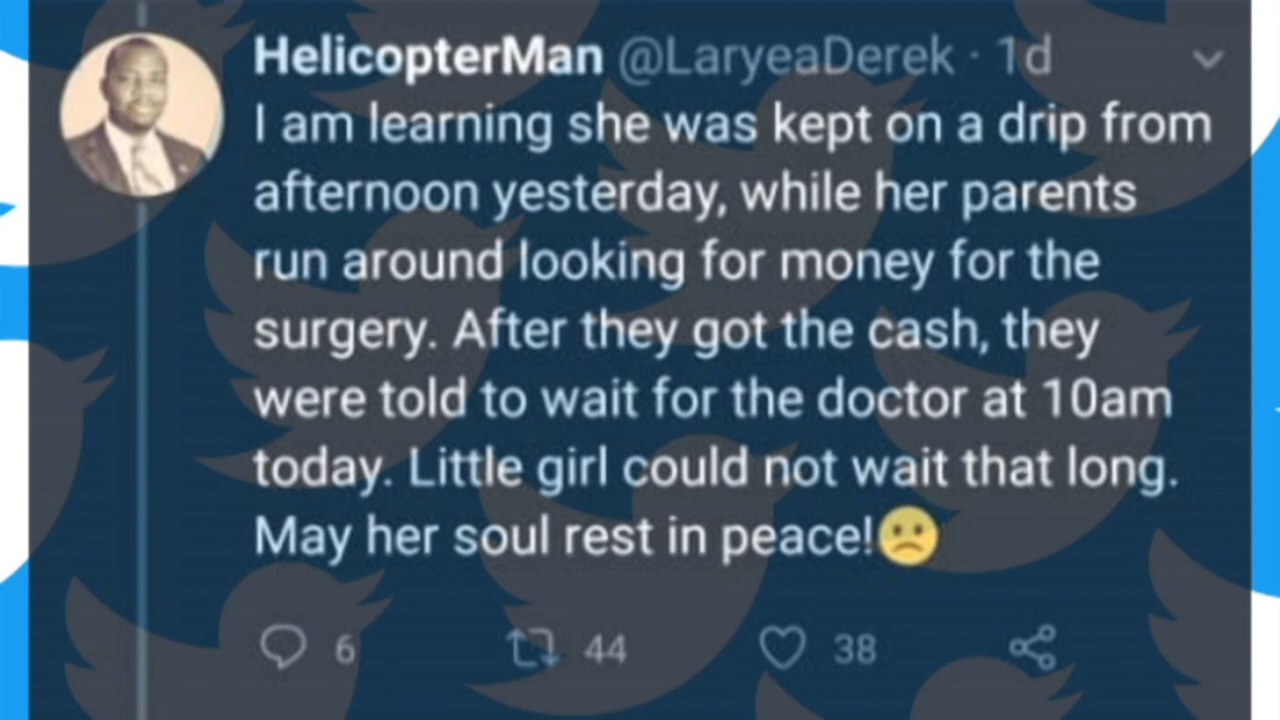 HelicopterMan @LaryeaDerek · 1d
I am learning she was kept on a drip from
afternoon yesterday, while her parents
run around looking for money for the
surgery. After they got the cash, they
were told to wait for the doctor at 10am
today. Little girl could not wait that long.
May her soul rest in peace!🙁
6 44 38